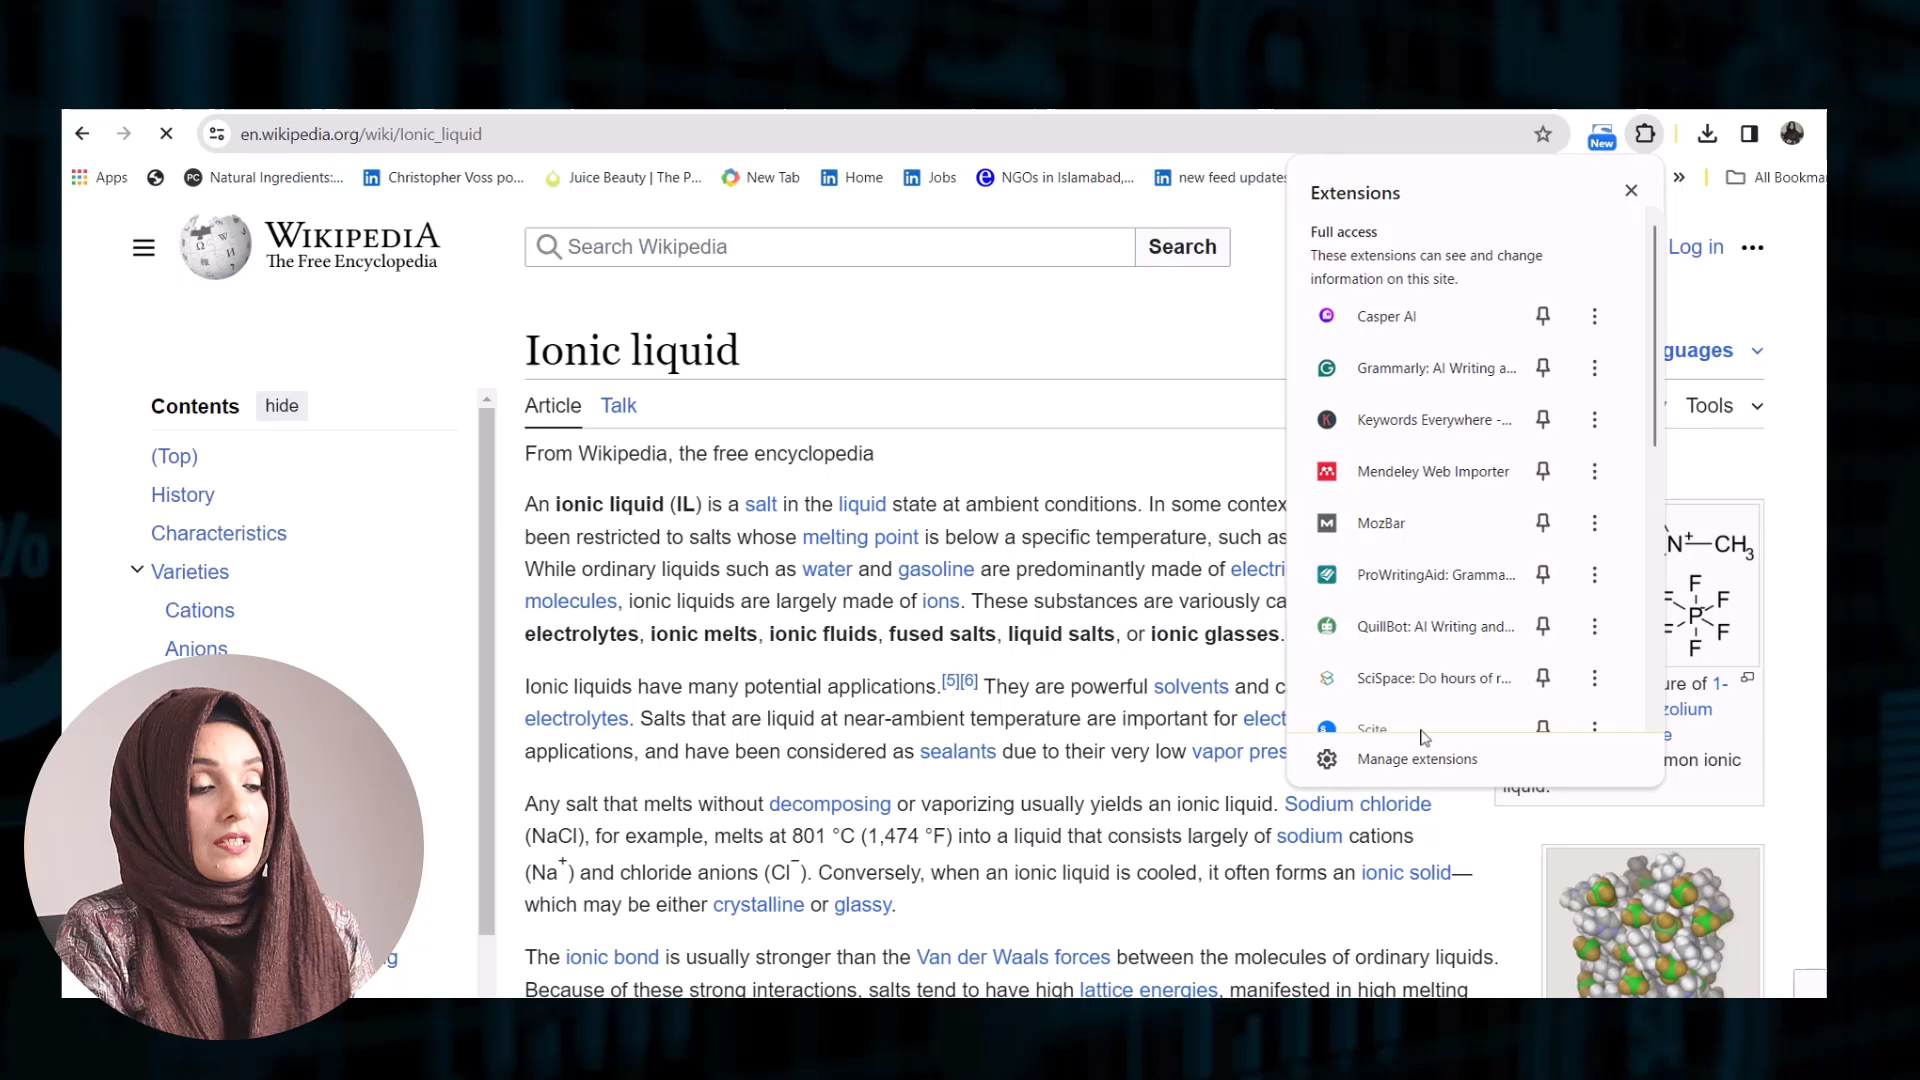 en.wikipedia.org/wiki/Ionic_liquid
New
Apps
PC
Natural Ingredients:...
Christopher Voss po...
Juice Beauty | The P...
New Tab
Home
Jobs
NGOs in Islamabad,...
new feed updates
»
All Bookma
WIKIPEDIA
The Free Encyclopedia
Search Wikipedia
Search
Log in
Extensions
Full access
These extensions can see and change
information on this site.
Casper AI
Grammarly: AI Writing a...
Keywords Everywhere -...
Mendeley Web Importer
MozBar
ProWritingAid: Gramma...
QuillBot: AI Writing and...
SciSpace: Do hours of r...
Scite
Manage extensions
Ionic liquid
guages
Article
Talk
Tools
Contents
hide
(Top)
History
Characteristics
Varieties
Cations
Anions
From Wikipedia, the free encyclopedia
An ionic liquid (IL) is a salt in the liquid state at ambient conditions. In some contex
been restricted to salts whose melting point is below a specific temperature, such as
While ordinary liquids such as water and gasoline are predominantly made of electri
molecules, ionic liquids are largely made of ions. These substances are variously ca
electrolytes, ionic melts, ionic fluids, fused salts, liquid salts, or ionic glasses.
Ionic liquids have many potential applications.[5][6] They are powerful solvents and c
electrolytes. Salts that are liquid at near-ambient temperature are important for elect
applications, and have been considered as sealants due to their very low vapor pres
Any salt that melts without decomposing or vaporizing usually yields an ionic liquid. Sodium chloride
(NaCl), for example, melts at 801 °C (1,474 °F) into a liquid that consists largely of sodium cations
(Na+) and chloride anions (Cl−). Conversely, when an ionic liquid is cooled, it often forms an ionic solid—
which may be either crystalline or glassy.
The ionic bond is usually stronger than the Van der Waals forces between the molecules of ordinary liquids.
Because of these strong interactions, salts tend to have high lattice energies, manifested in high melting
N+—CH3
F
F F
P−
F F
F
ure of 1-
zolium
e
mon ionic
liquid.
g
%